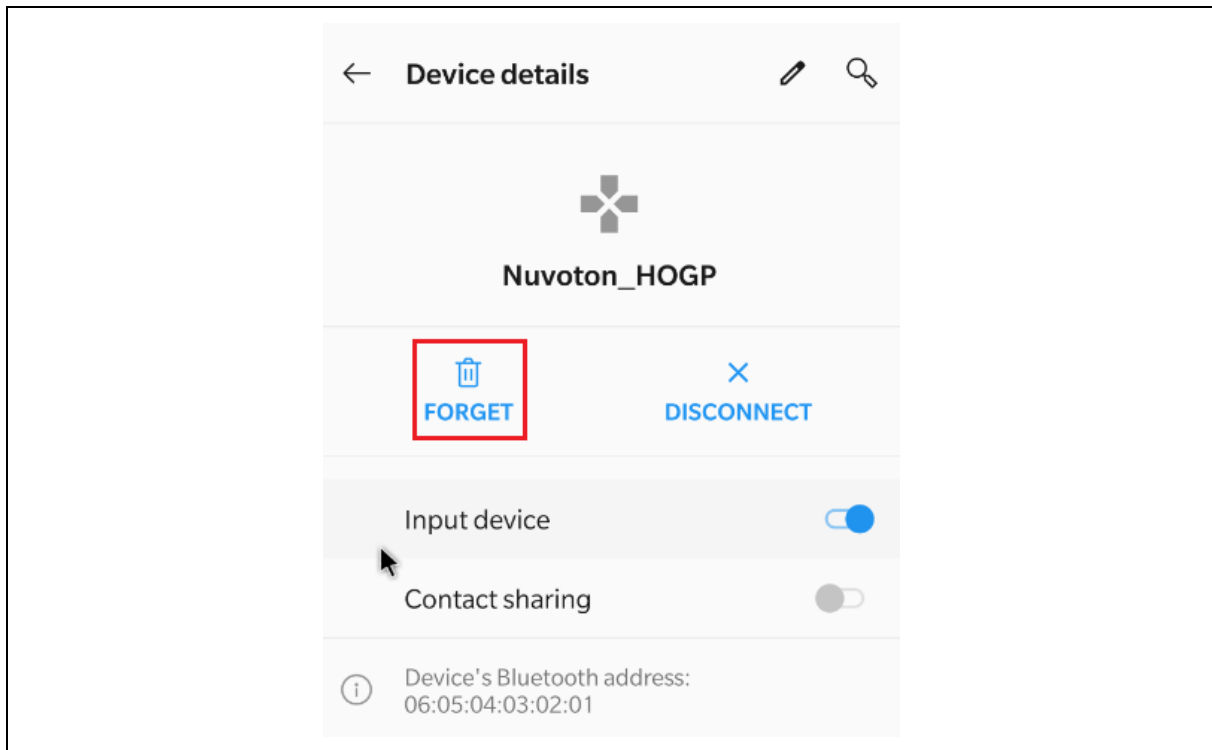 Device details
Nuvoton_HOGP
FORGET
DISCONNECT
Input device
Contact sharing
Device's Bluetooth address:
06:05:04:03:02:01